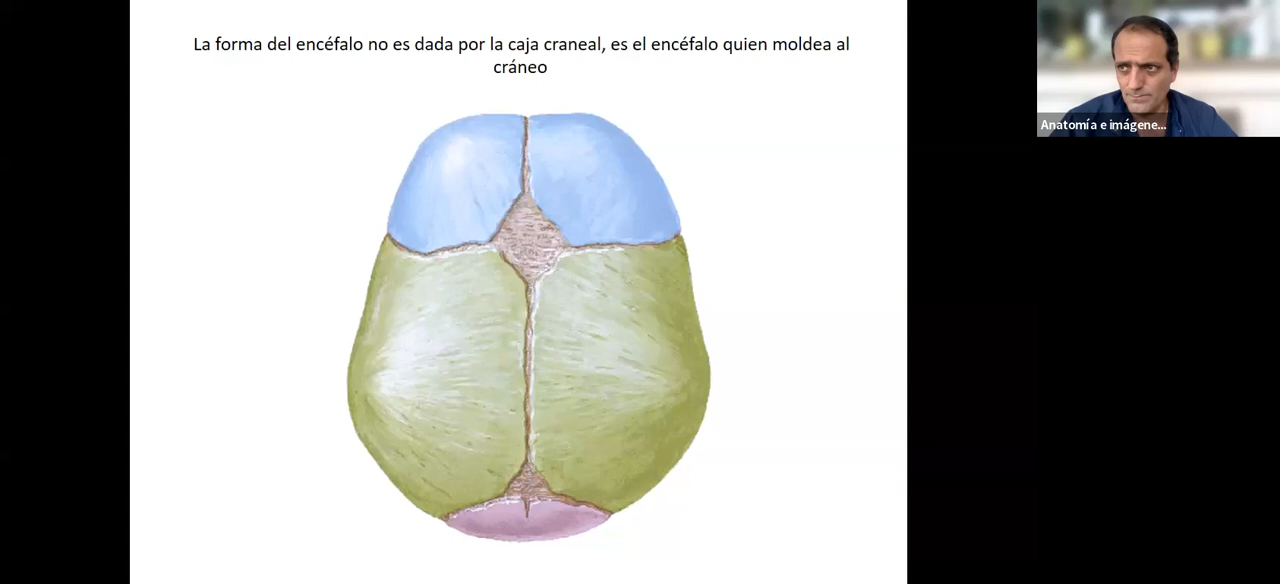 La forma del encéfalo no es dada por la caja craneal, es el encéfalo quien moldea al
cráneo
Anatomía e imágene...